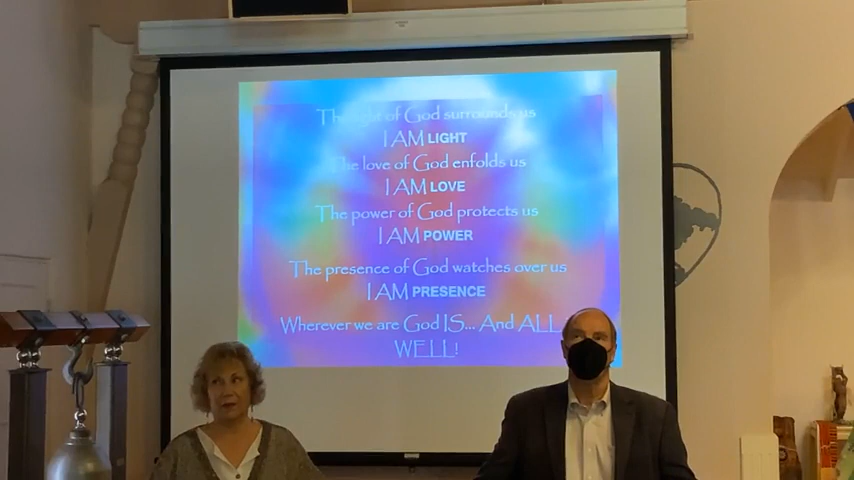 The light of God surrounds us
I AM LIGHT
The love of God enfolds us
I AM LOVE
The power of God protects us
I AM POWER
The presence of God watches over us
I AM PRESENCE
Wherever we are God IS... And ALL
WELL!